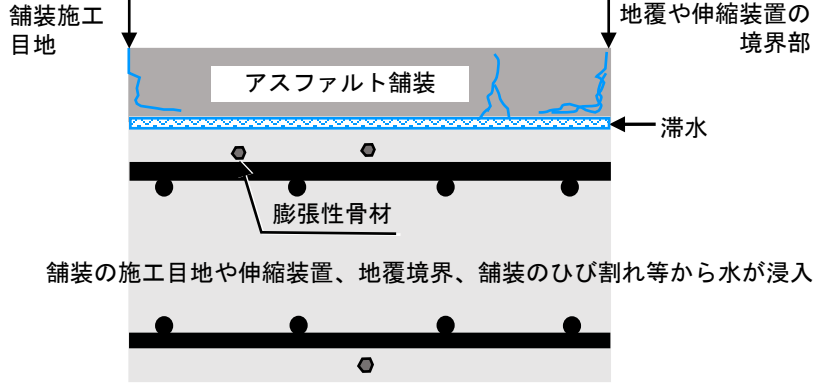 舗装施工
目地
地覆や伸縮装置の
境界部
アスファルト舗装
滞水
膨張性骨材
舗装の施工目地や伸縮装置、地覆境界、舗装のひび割れ等から水が浸入